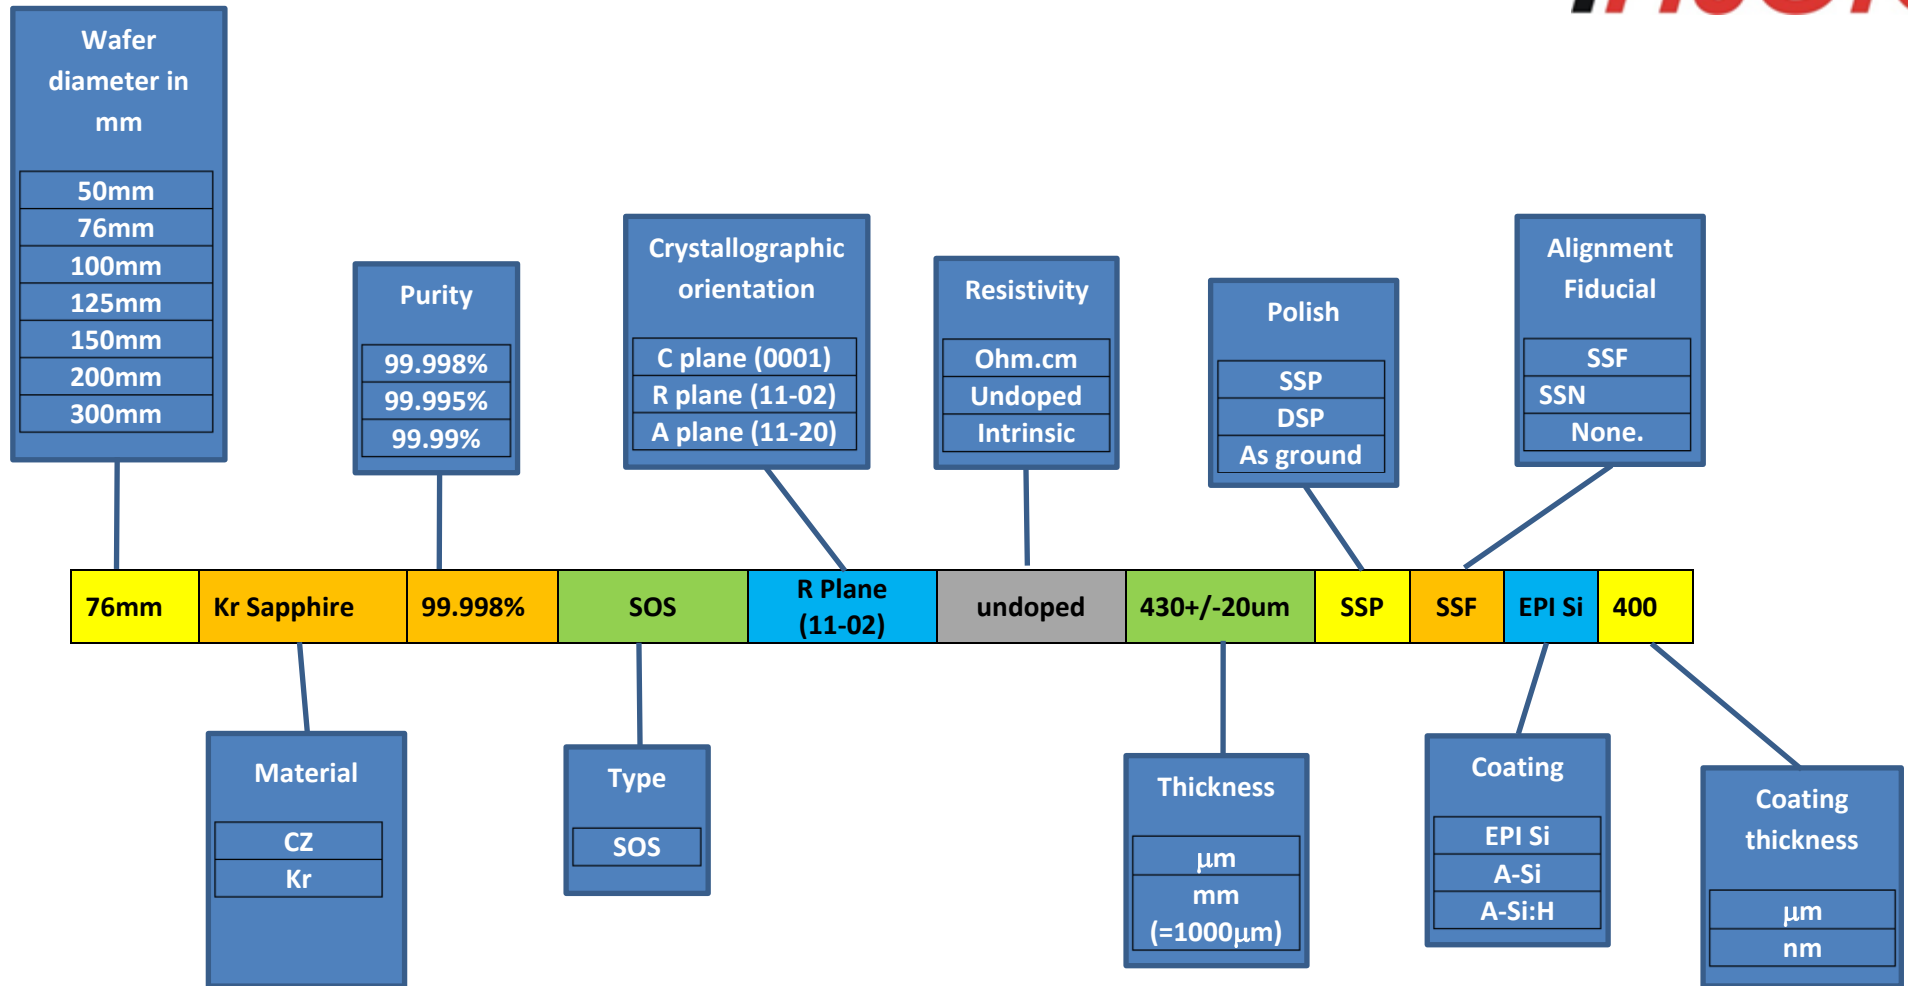 Wafer
diameter in
mm
50mm
76mm
100mm
125mm
150mm
200mm
300mm
Purity
99.998%
99.995%
99.99%
Crystallographic
orientation
C plane (0001)
R plane (11-02)
A plane (11-20)
Resistivity
Ohm.cm
Undoped
Intrinsic
Polish
SSP
DSP
As ground
Alignment
Fiducial
SSF
SSN
None.
76mm
Kr Sapphire
99.998%
SOS
R Plane
(11-02)
undoped
430+/-20um
SSP
SSF
EPI Si
400
Material
CZ
Kr
Type
SOS
Thickness
μm
mm
(=1000μm)
Coating
EPI Si
A-Si
A-Si:H
Coating
thickness
μm
nm